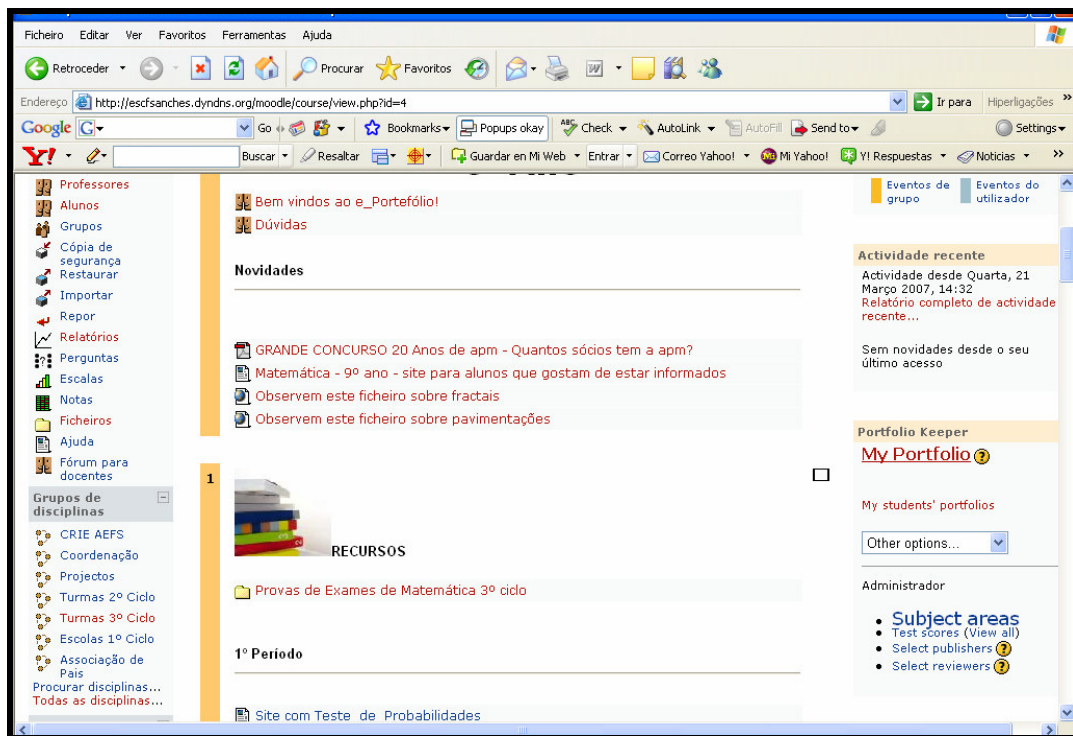 Ficheiro Editar Ver Favoritos Ferramentas Ajuda
Retroceder Procurar Favoritos
Endereço http://escfsanches.dyndns.org/moodle/course/view.php?id=4 Ir para Hiperligações »
Google G Go Bookmarks Popups okay ABC Check AutoLink AutoFill Send to Settings
Y! Buscar Resaltar Guardar en Mi Web Entrar Correo Yahoo! Mi Yahoo! Y! Respuestas Noticias »
Professores
Alunos
Grupos
Cópia de
segurança
Restaurar
Importar
Repor
Relatórios
Perguntas
Escalas
Notas
Ficheiros
Ajuda
Fórum para
docentes
Grupos de
disciplinas
CRIE AEFS
Coordenação
Projectos
Turmas 2º Ciclo
Turmas 3º Ciclo
Escolas 1º Ciclo
Associação de
Pais
Procurar disciplinas...
Todas as disciplinas...
Bem vindos ao e_Portefólio!
Dúvidas
Novidades
GRANDE CONCURSO 20 Anos de apm - Quantos sócios tem a apm?
Matemática - 9º ano - site para alunos que gostam de estar informados
Observem este ficheiro sobre fractais
Observem este ficheiro sobre pavimentações
1
RECURSOS
Provas de Exames de Matemática 3º ciclo
1º Período
Site com Teste de Probabilidades
Eventos de
grupo
Eventos do
utilizador
Actividade recente
Actividade desde Quarta, 21
Março 2007, 14:32
Relatório completo de actividade
recente...
Sem novidades desde o seu
último acesso
Portfolio Keeper
My Portfolio ?
My students' portfolios
Other options...
Administrador
Subject areas
Test scores (View all)
Select publishers ?
Select reviewers ?